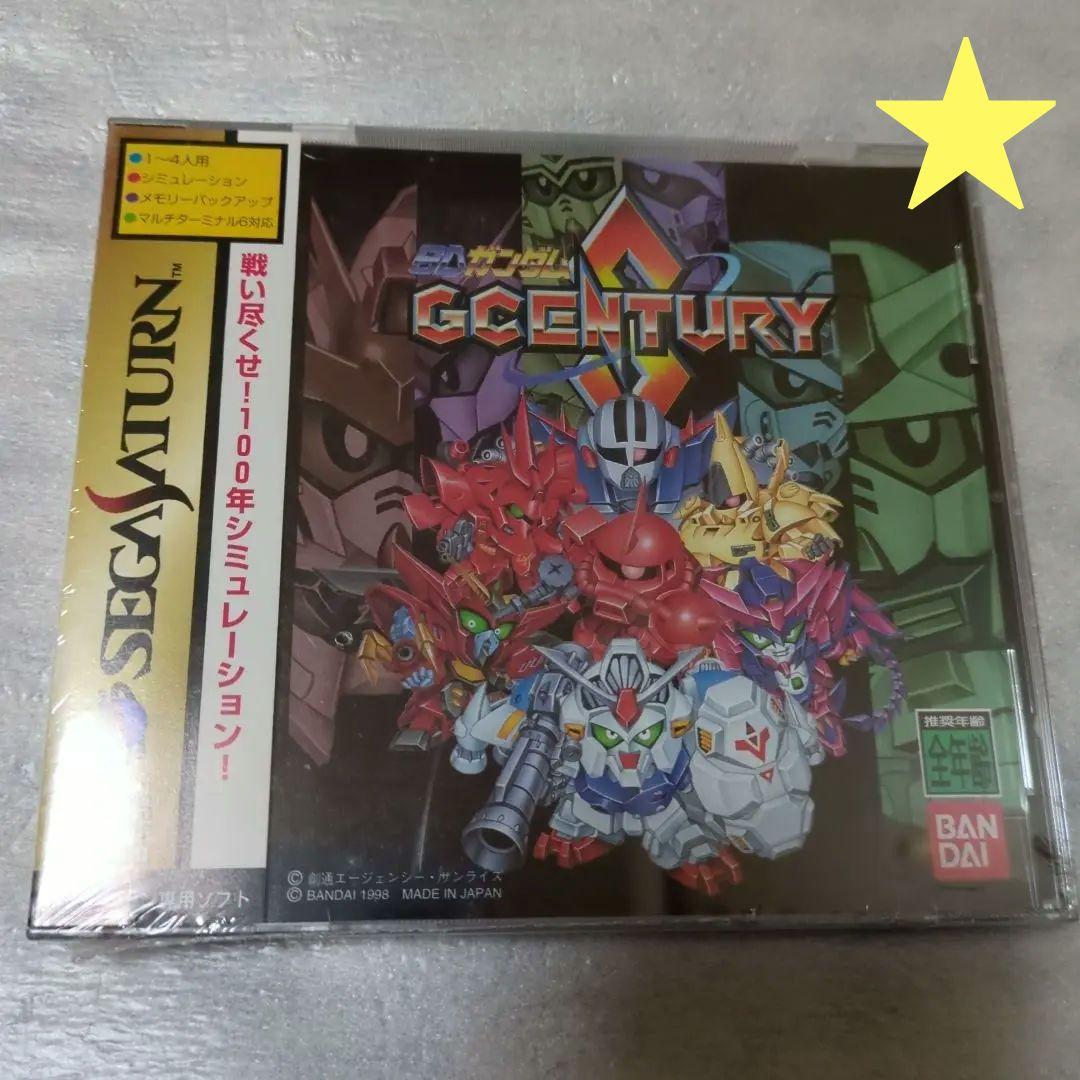 1〜4人用
シミュレーション
メモリーバックアップ
マルチターミナル6対応
SEGA SATURN™
戦い尽くせ!100年シミュレーション!
専用ソフト
SDガンダム
GCENTURY
推奨年齢
全年齢
BAN
DAI
© 創通エージェンシー・サンライズ
© BANDAI 1998 MADE IN JAPAN